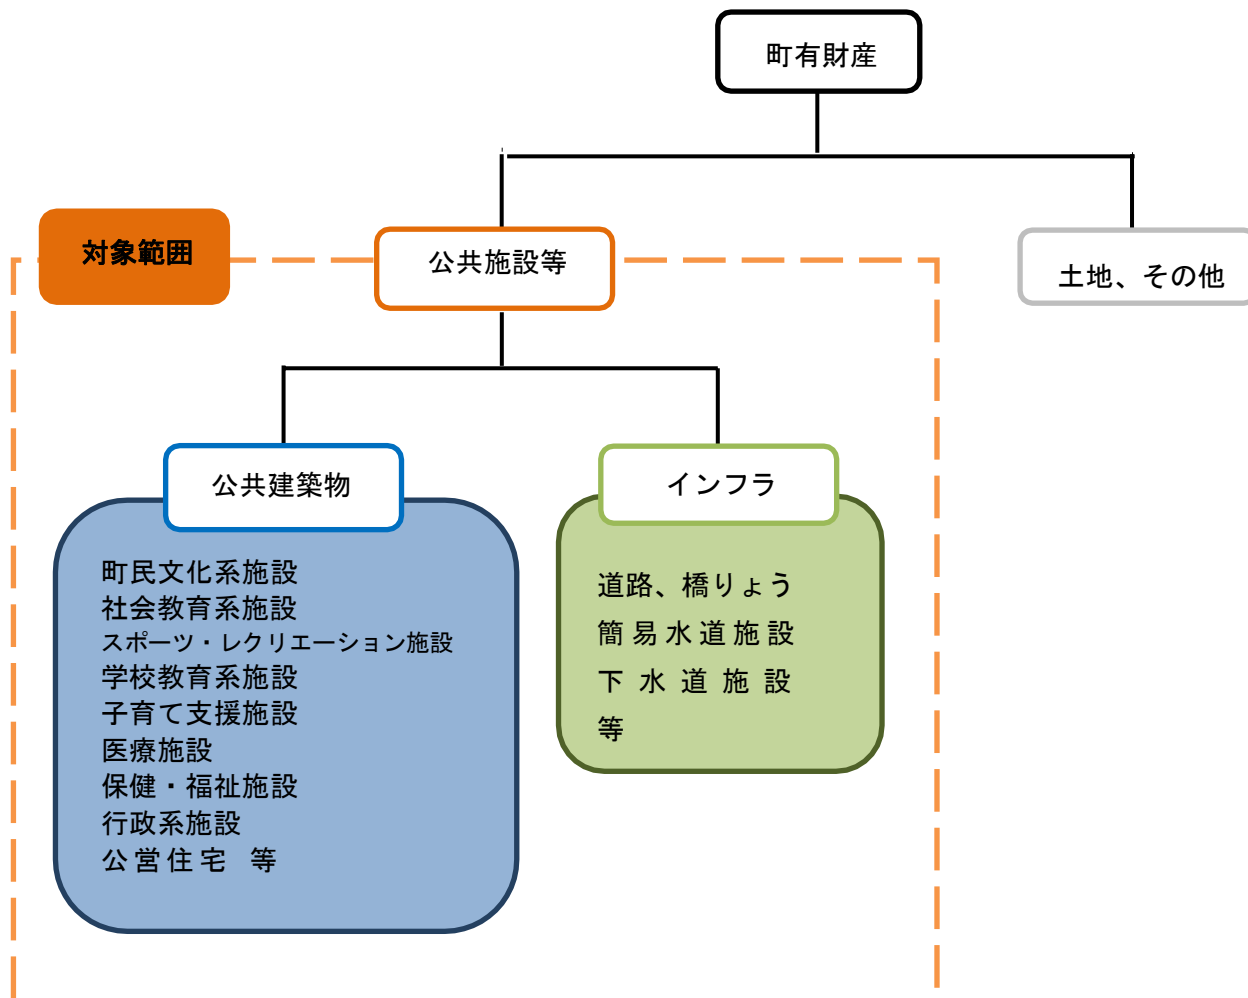 町有財産
対象範囲
公共施設等
土地、その他
公共建築物
町民文化系施設
社会教育系施設
スポーツ・レクリエーション施設
学校教育系施設
子育て支援施設
医療施設
保健・福祉施設
行政系施設
公営住宅 等
インフラ
道路、橋りょう
簡易水道施設
下水道施設
等